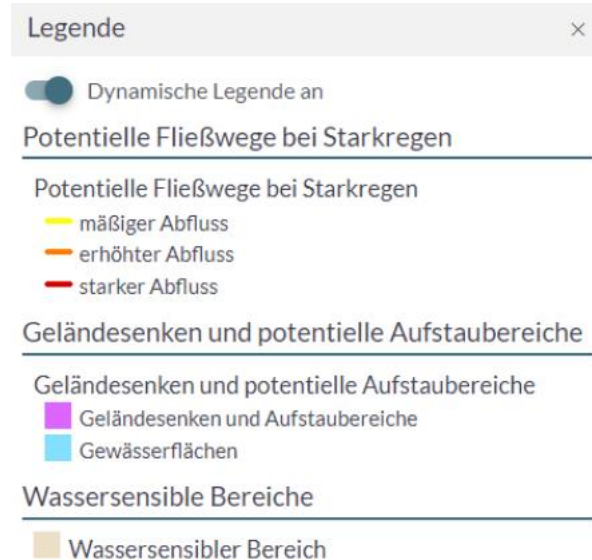 Legende
Dynamische Legende an
Potentielle Fließwege bei Starkregen
Potentielle Fließwege bei Starkregen
mäßiger Abfluss
erhöhter Abfluss
starker Abfluss
Geländesenken und potentielle Aufstaubereiche
Geländesenken und potentielle Aufstaubereiche
Geländesenken und Aufstaubereiche
Gewässerflächen
Wassersensible Bereiche
Wassersensibler Bereich